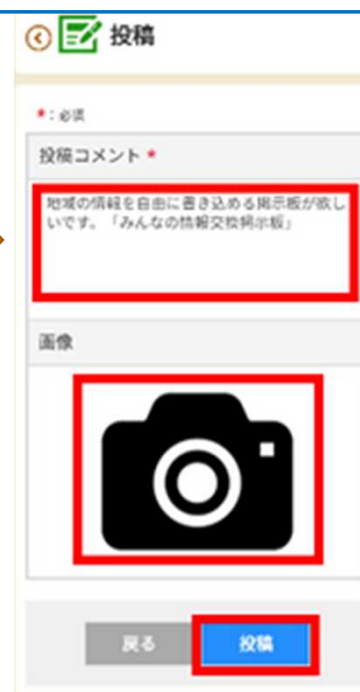 投稿
*：必須
投稿コメント *
地域の情報を自由に書き込める掲示板が欲し
いです。「みんなの情報交換掲示板」
画像
戻る
投稿